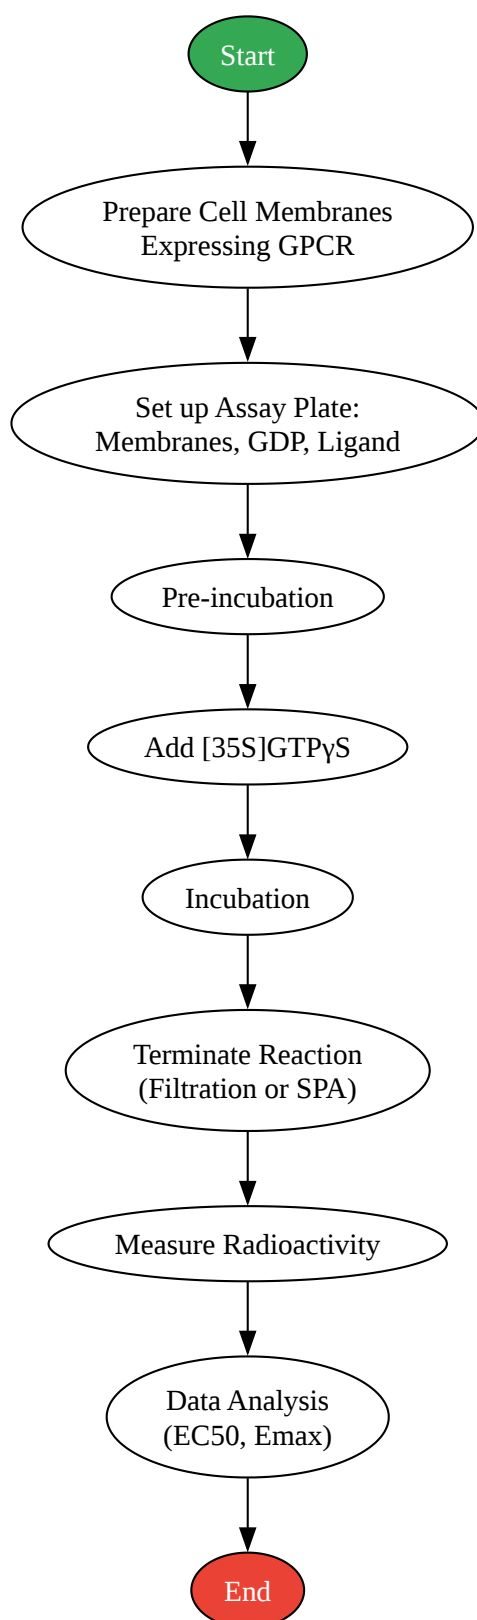 Start
Prepare Cell Membranes
Expressing GPCR
Set up Assay Plate:
Membranes, GDP, Ligand
Pre-incubation
Add [35S]GTPγS
Incubation
Terminate Reaction
(Filtration or SPA)
Measure Radioactivity
Data Analysis
(EC50, Emax)
End